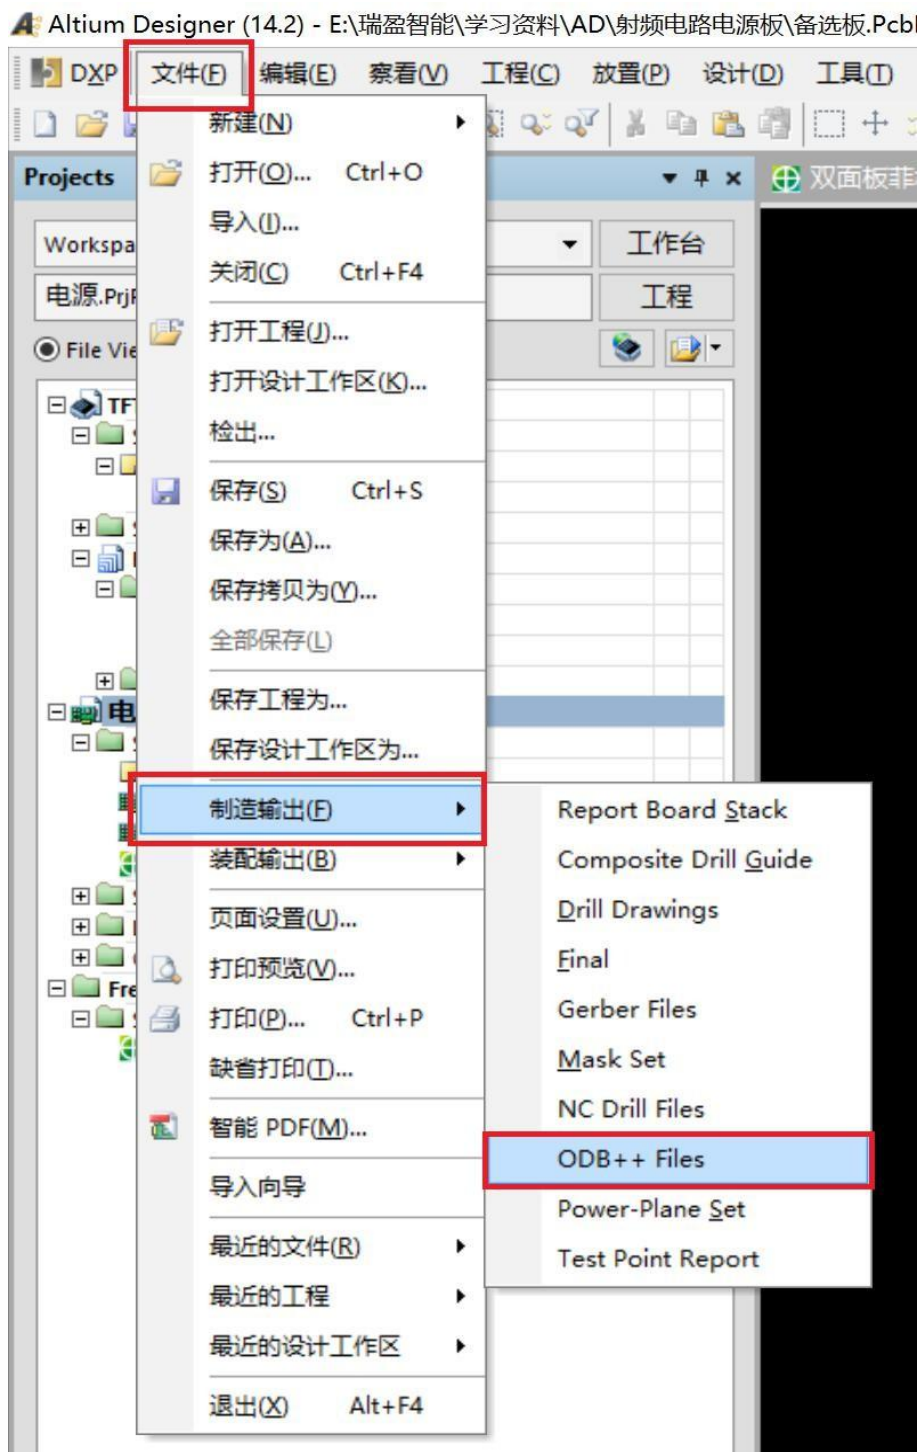 Altium Designer (14.2) - E:\瑞盈智能\学习资料\AD\射频电路电源板\备选板.Pcb
DXP 文件(F) 编辑(E) 察看(V) 工程(C) 放置(P) 设计(D) 工具(T)
Projects
双面板菲
Workspa
工作台
电源.Prj
工程
File Vie
TFT
电
Fre
新建(N)
打开(O)... Ctrl+O
导入(I)...
关闭(C) Ctrl+F4
打开工程(J)...
打开设计工作区(K)...
检出...
保存(S) Ctrl+S
保存为(A)...
保存拷贝为(Y)...
全部保存(L)
保存工程为...
保存设计工作区为...
制造输出(F)
装配输出(B)
页面设置(U)...
打印预览(V)...
打印(P)... Ctrl+P
缺省打印(T)...
智能 PDF(M)...
导入向导
最近的文件(R)
最近的工程
最近的设计工作区
退出(X) Alt+F4
Report Board Stack
Composite Drill Guide
Drill Drawings
Final
Gerber Files
Mask Set
NC Drill Files
ODB++ Files
Power-Plane Set
Test Point Report